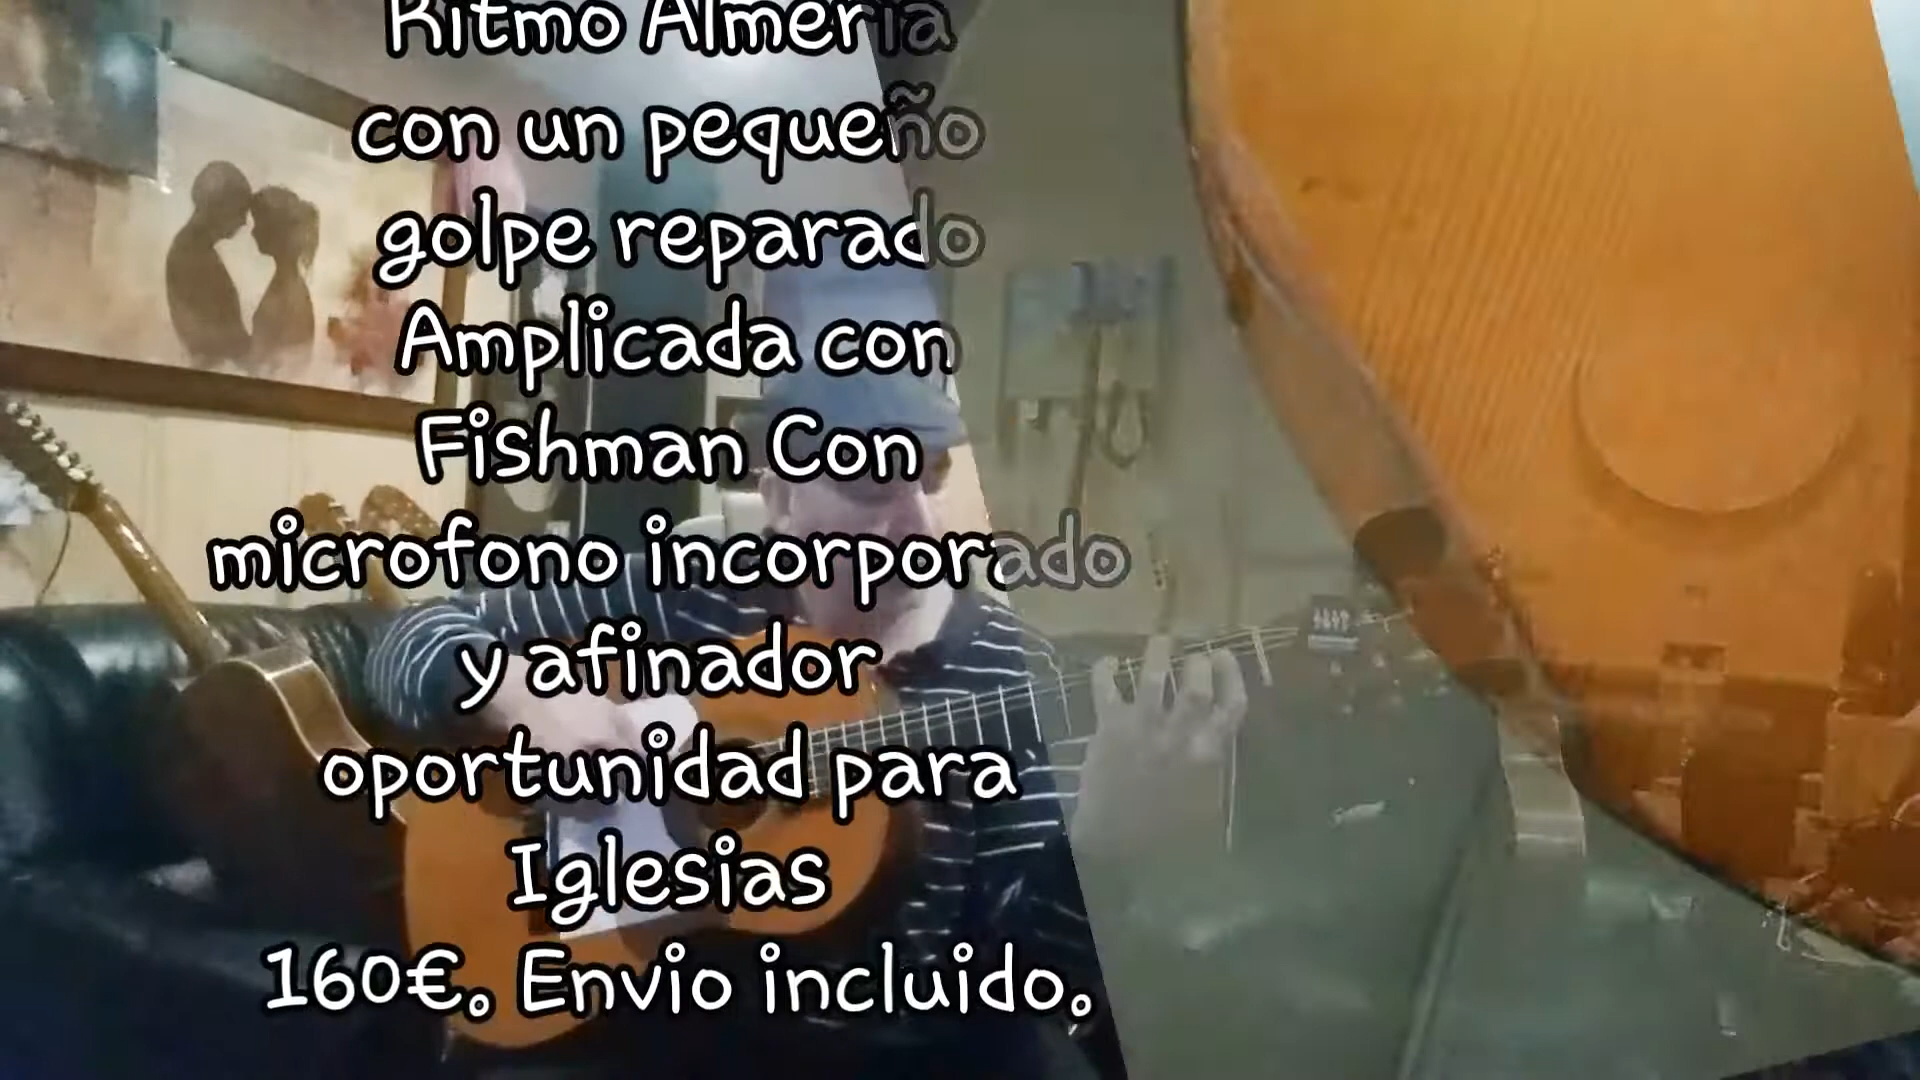 Ritmo Almería
con un pequeño
golpe reparado
Amplicada con
Fishman Con
microfono incorporado
y afinador
oportunidad para
Iglesias
160€. Envio incluido.